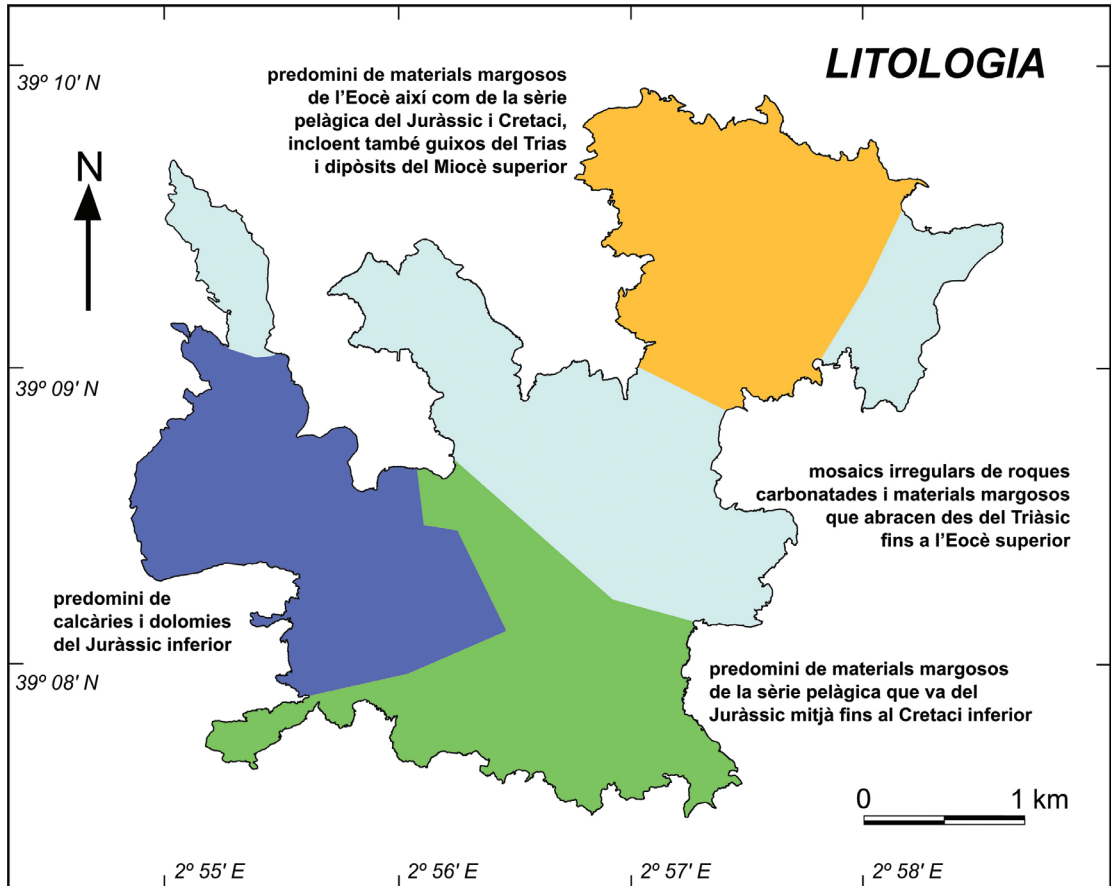 LITOLOGIA
39º 10' N
predomini de materials margosos
de l'Eocè així com de la sèrie
pelàgica del Juràssic i Cretaci,
incloent també guixos del Trias
i dipòsits del Miocè superior
N
39º 09' N
mosaics irregulars de roques
carbonatades i materials margosos
que abracen des del Triàsic
fins a l'Eocè superior
predomini de
calcàries i dolomies
del Juràssic inferior
39º 08' N
predomini de materials margosos
de la sèrie pelàgica que va del
Juràssic mitjà fins al Cretaci inferior
0 1 km
2º 55' E 2º 56' E 2º 57' E 2º 58' E